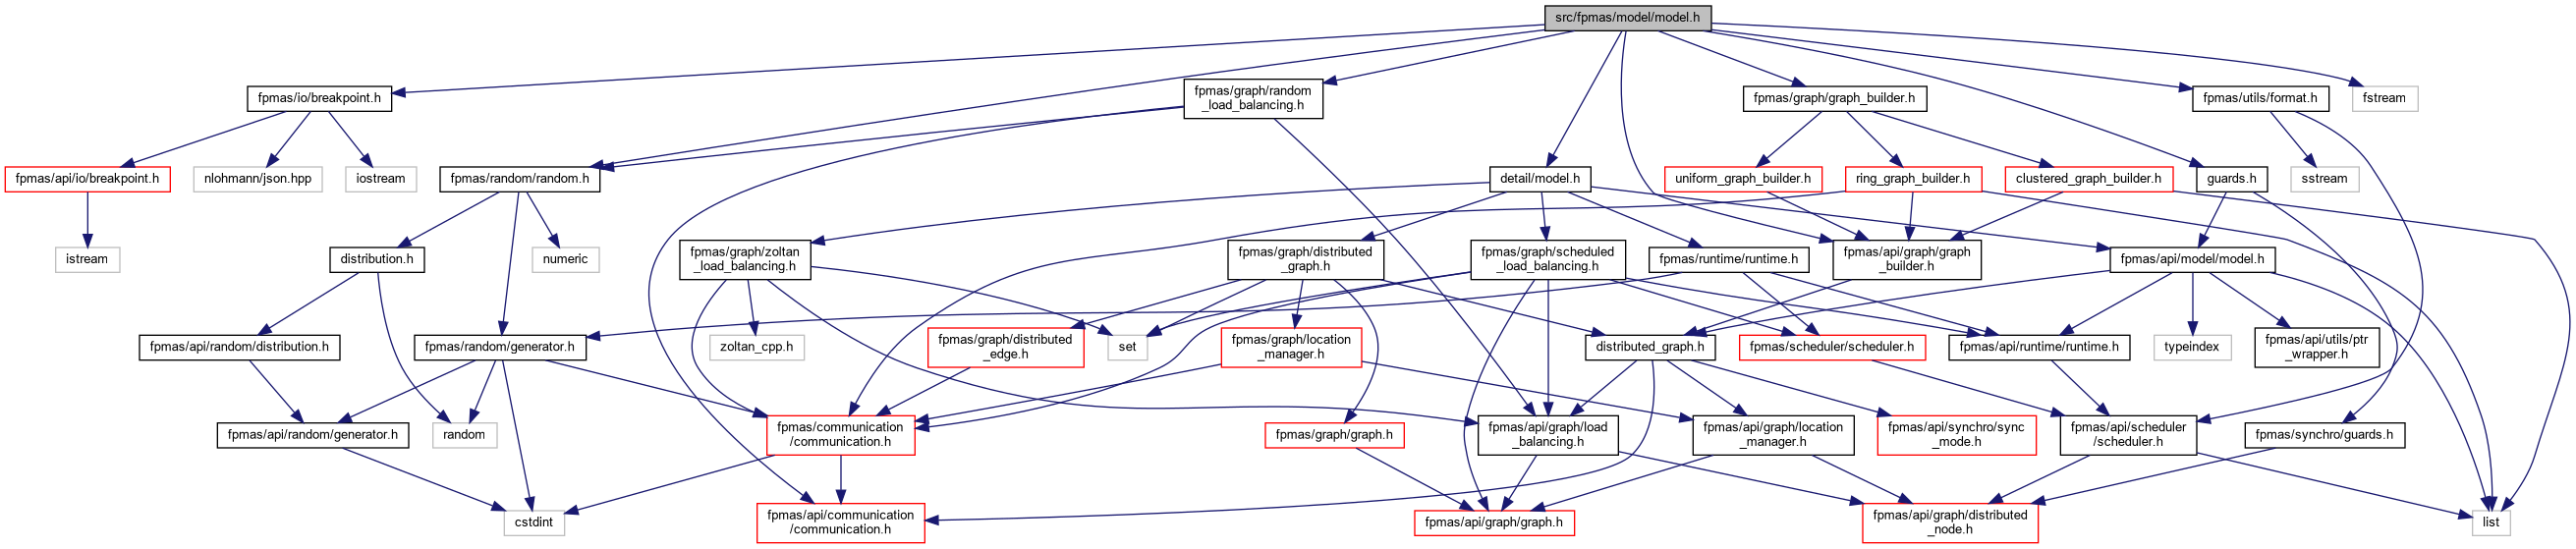 src/fpmas/model/model.h
fpmas/io/breakpoint.h
fpmas/graph/random
_load_balancing.h
fpmas/graph/graph_builder.h
fpmas/utils/format.h
fstream
fpmas/api/io/breakpoint.h
nlohmann/json.hpp
iostream
fpmas/random/random.h
detail/model.h
uniform_graph_builder.h
ring_graph_builder.h
clustered_graph_builder.h
guards.h
sstream
istream
distribution.h
numeric
fpmas/graph/zoltan
_load_balancing.h
fpmas/graph/distributed
_graph.h
fpmas/graph/scheduled
_load_balancing.h
fpmas/runtime/runtime.h
fpmas/api/graph/graph
_builder.h
fpmas/api/model/model.h
fpmas/api/random/distribution.h
fpmas/random/generator.h
zoltan_cpp.h
fpmas/graph/distributed
_edge.h
set
fpmas/graph/location
_manager.h
distributed_graph.h
fpmas/scheduler/scheduler.h
fpmas/api/runtime/runtime.h
typeindex
fpmas/api/utils/ptr
_wrapper.h
fpmas/api/random/generator.h
random
fpmas/communication
/communication.h
fpmas/graph/graph.h
fpmas/api/graph/load
_balancing.h
fpmas/api/graph/location
_manager.h
fpmas/api/synchro/sync
_mode.h
fpmas/api/scheduler
/scheduler.h
fpmas/synchro/guards.h
cstdint
fpmas/api/communication
/communication.h
fpmas/api/graph/graph.h
fpmas/api/graph/distributed
_node.h
list